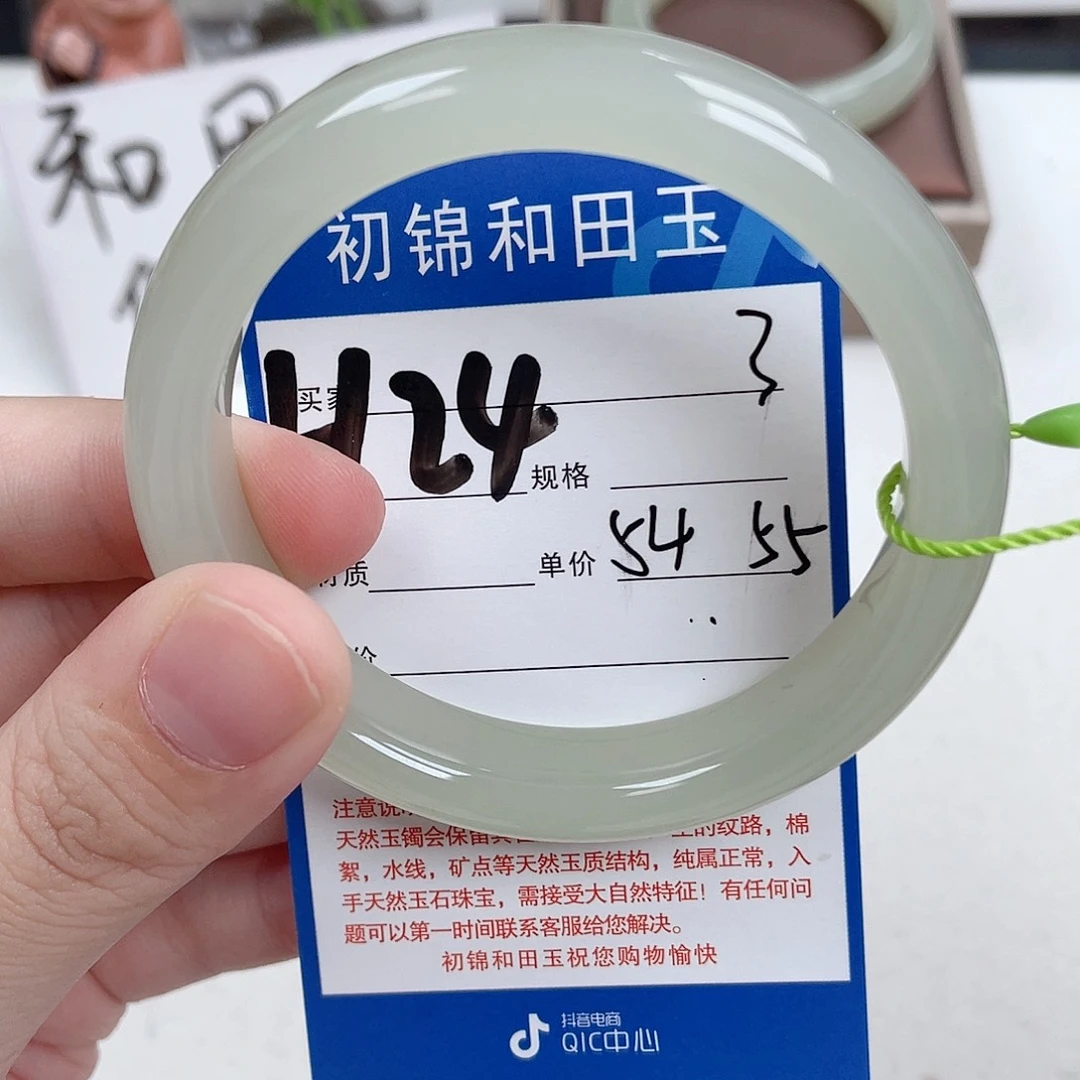 和田
初锦和田玉
买家 3
H24
规格
材质 单价 54 55
价
注意说
天然玉镯会保留其 的纹路，棉
絮，水线，矿点等天然玉质结构，纯属正常，入
手天然玉石珠宝，需接受大自然特征！有任何问
题可以第一时间联系客服给您解决。
初锦和田玉祝您购物愉快
抖音电商
QIC中心